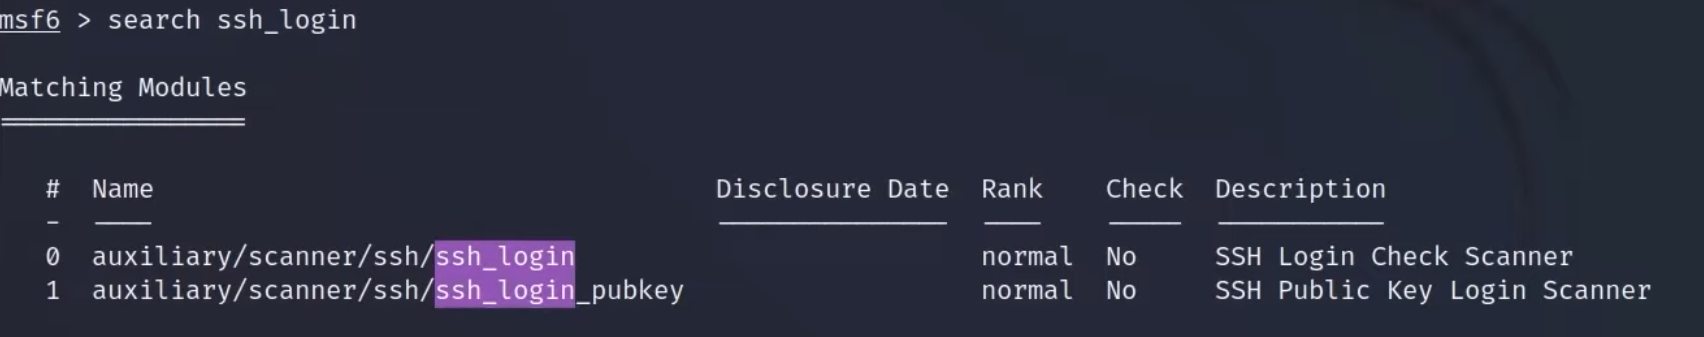 msf6 > search ssh_login
Matching Modules
================
# Name Disclosure Date Rank Check Description
- ---- --------------- ---- ----- -----------
0 auxiliary/scanner/ssh/ssh_login normal No SSH Login Check Scanner
1 auxiliary/scanner/ssh/ssh_login_pubkey normal No SSH Public Key Login Scanner